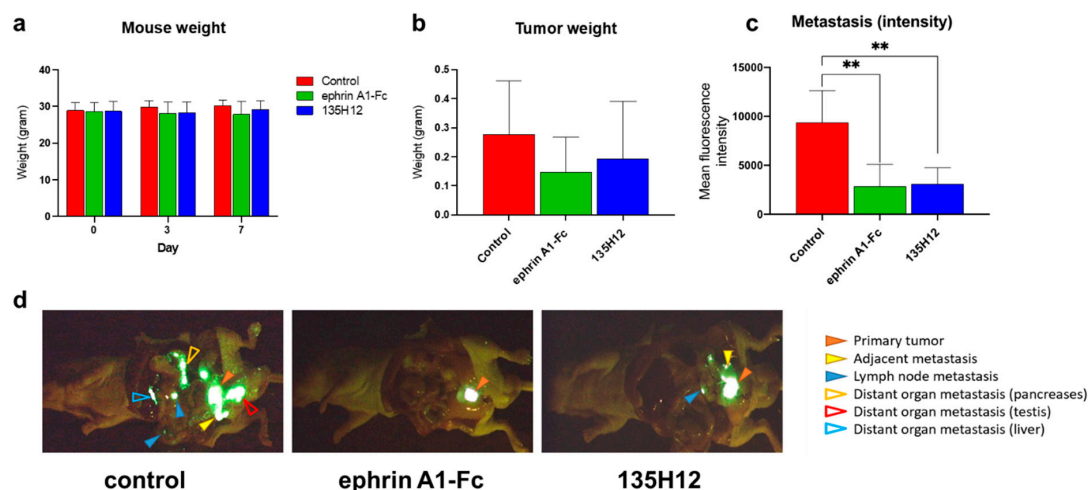 a
Mouse weight
Weight (gram)
40
30
20
10
0
0
3
7
Day
Control
ephrin A1-Fc
135H12
b
Tumor weight
Weight (gram)
0.5
0.4
0.3
0.2
0.1
0.0
Control
ephrin A1-Fc
135H12
c
Metastasis (intensity)
Mean fluorescence
intensity
15000
10000
5000
0
**
**
Control
ephrin A1-Fc
135H12
d
control
ephrin A1-Fc
135H12
Primary tumor
Adjacent metastasis
Lymph node metastasis
Distant organ metastasis (pancreases)
Distant organ metastasis (testis)
Distant organ metastasis (liver)